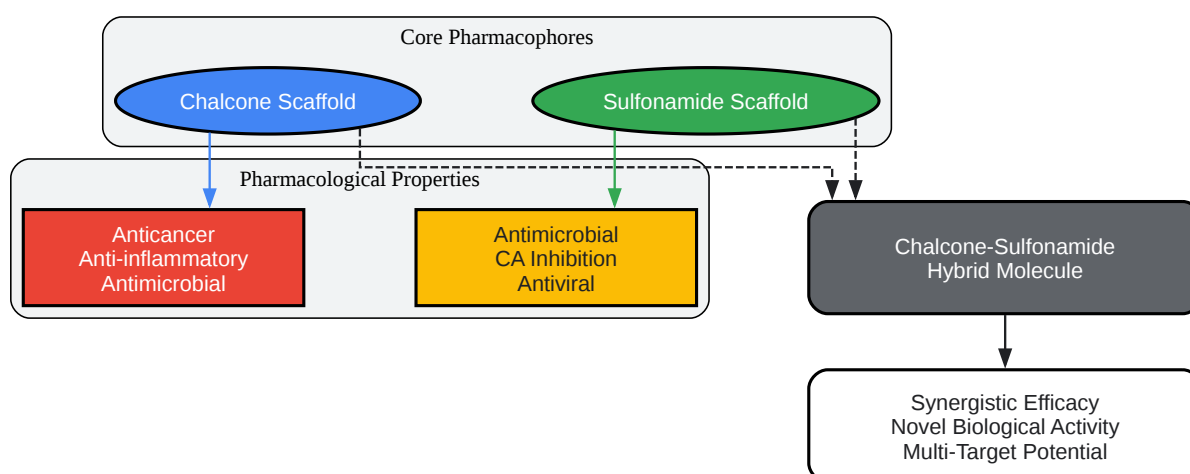 Core Pharmacophores
Chalcone Scaffold
Sulfonamide Scaffold
Pharmacological Properties
Anticancer
Anti-inflammatory
Antimicrobial
Antimicrobial
CA Inhibition
Antiviral
Chalcone-Sulfonamide
Hybrid Molecule
Synergistic Efficacy
Novel Biological Activity
Multi-Target Potential